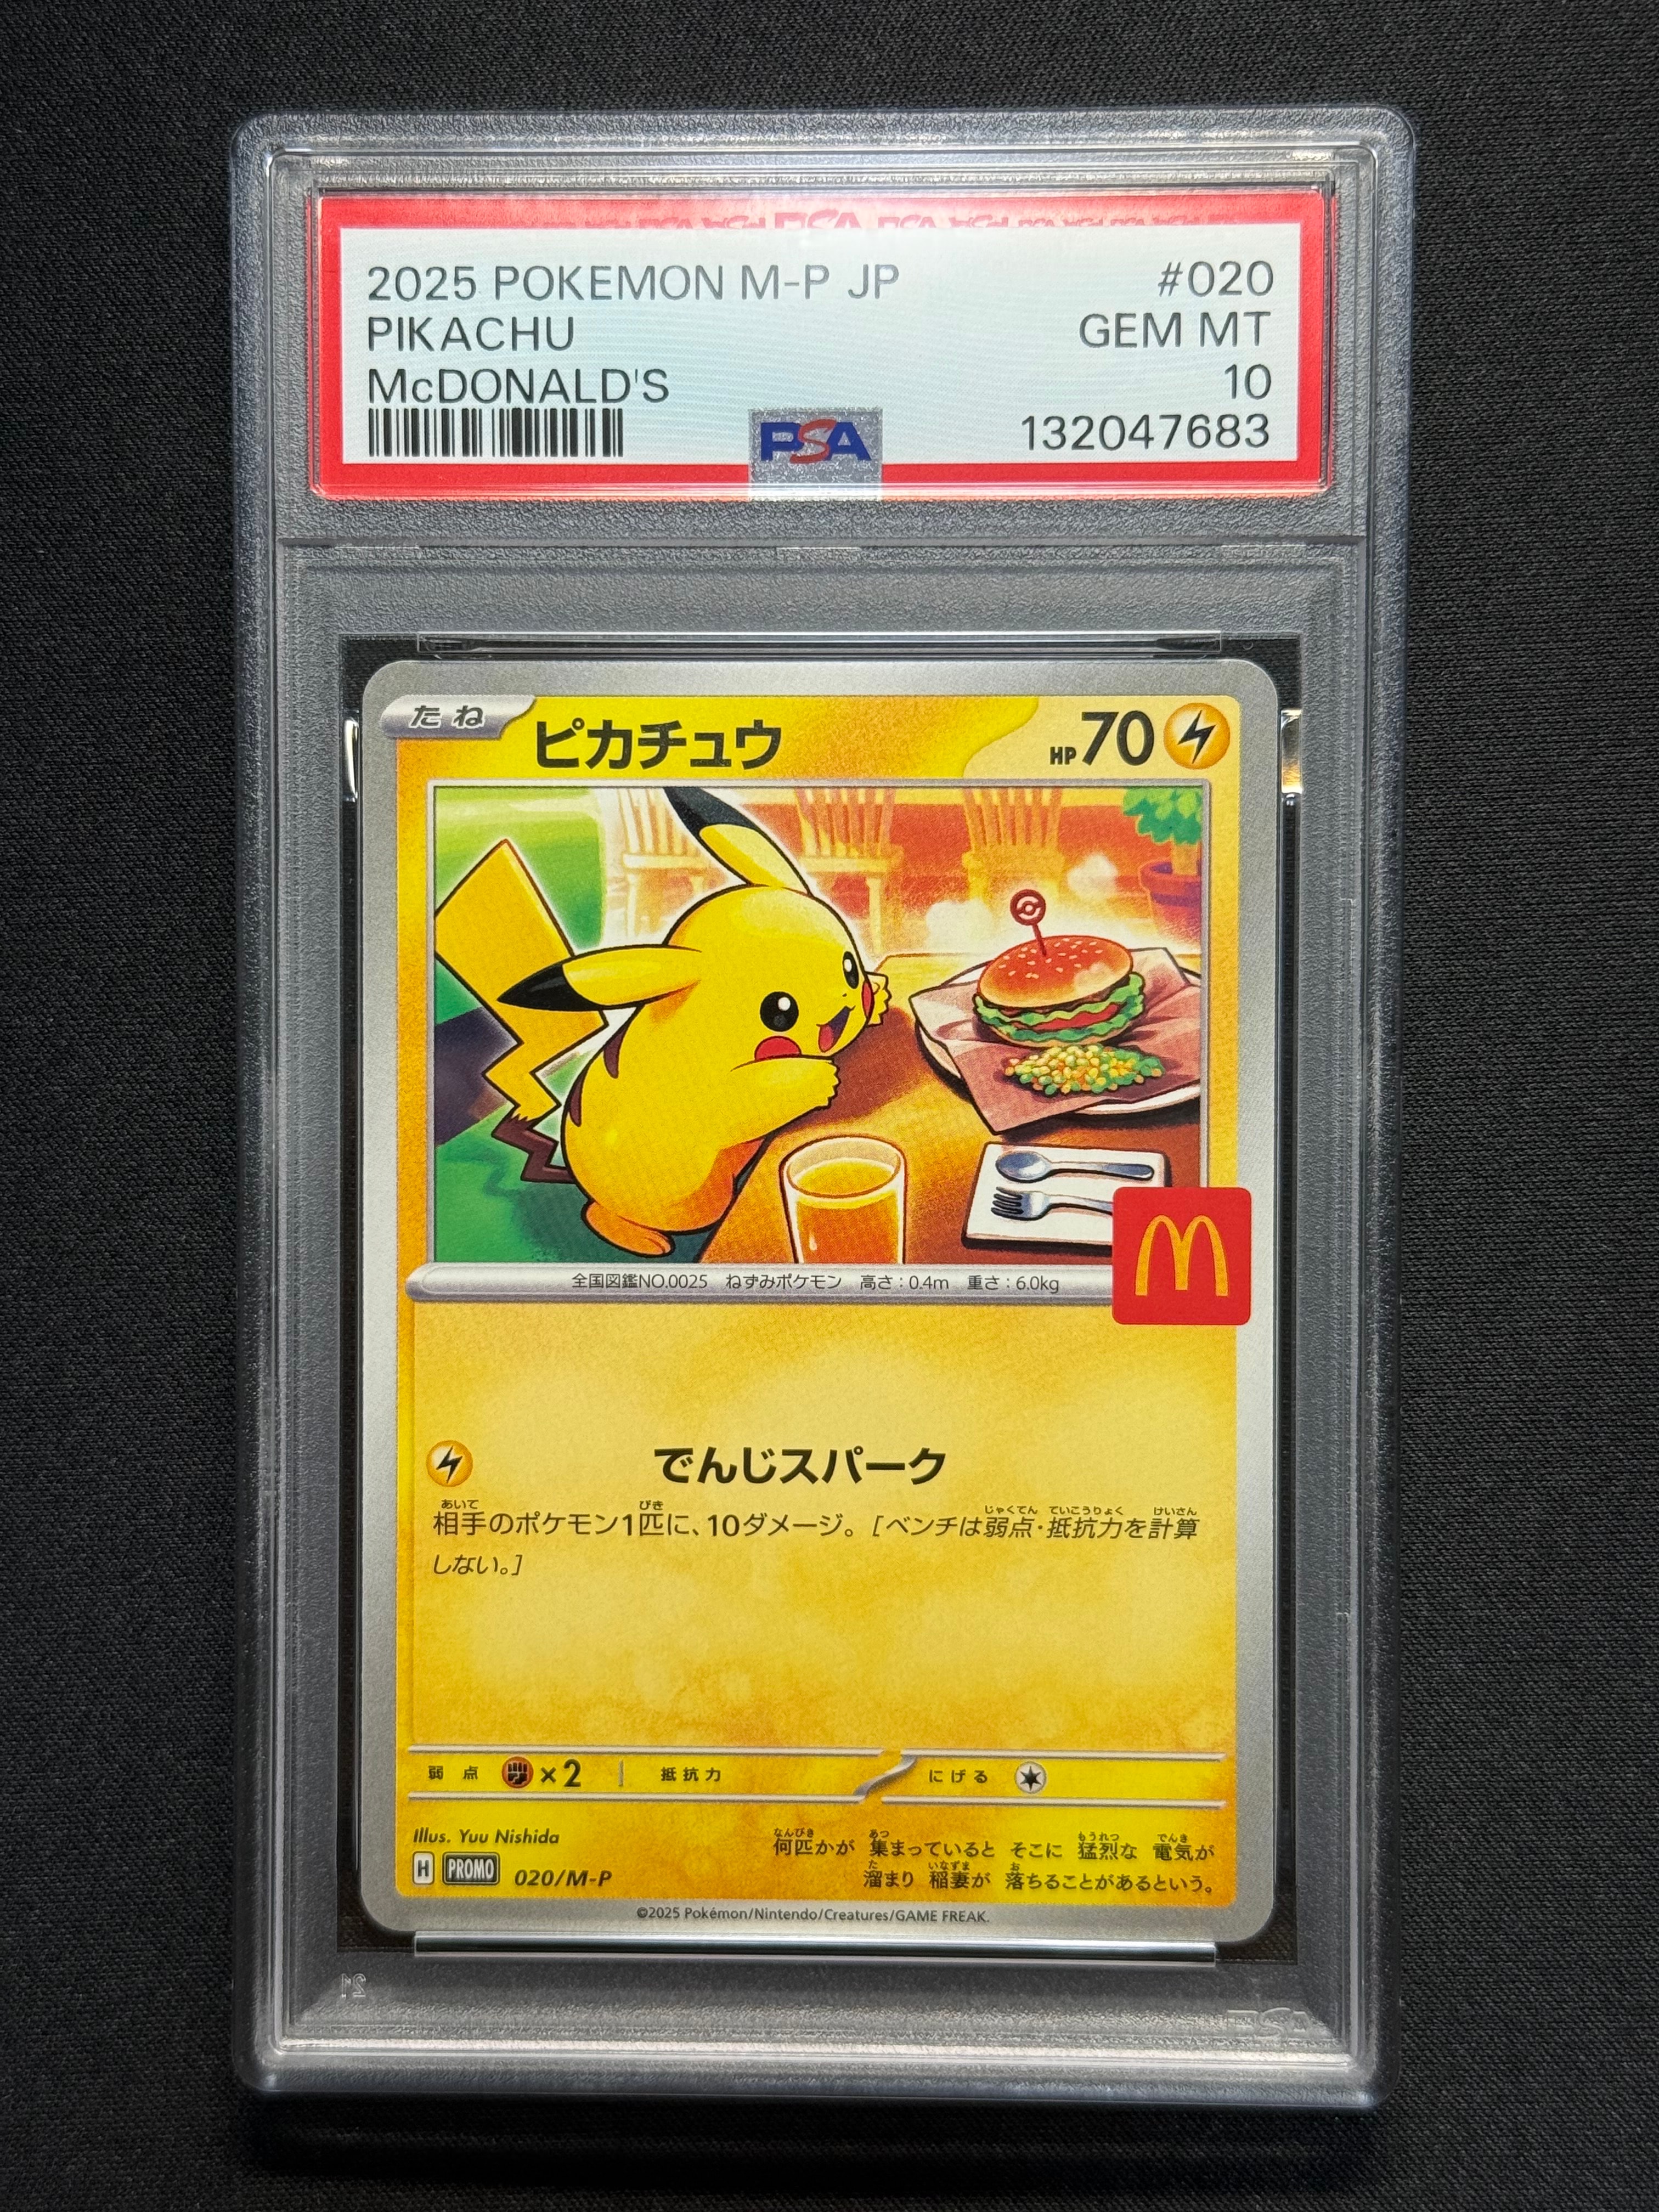 2025 POKEMON M-P JP #020
PIKACHU GEM MT
McDONALD'S 10
PSA 132047683
たね ピカチュウ HP70
全国図鑑NO.0025 ねずみポケモン 高さ:0.4m 重さ:6.0kg
M
でんじスパーク
相手のポケモン1匹に、10ダメージ。[ベンチは弱点・抵抗力を計算
しない。]
弱点 ×2 抵抗力 にげる
Illus. Yuu Nishida
H PROMO 020/M-P
何匹かが 集まっていると そこに 猛烈な 電気が
溜まり 稲妻が 落ちることがあるという。
©2025 Pokémon/Nintendo/Creatures/GAME FREAK.